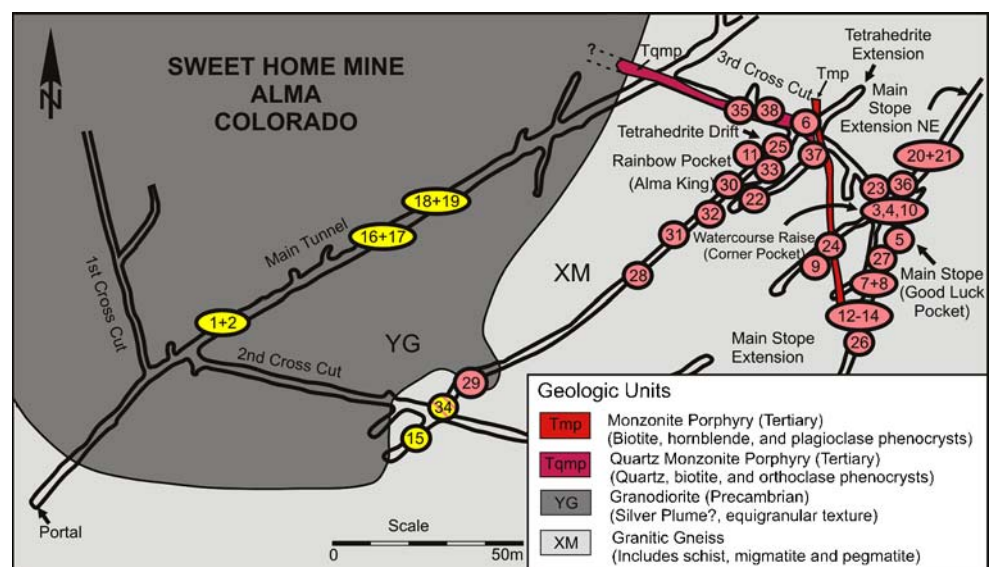 SWEET HOME MINE
ALMA
COLORADO
N
?
Tqmp
3rd Cross Cut
Tmp
Tetrahedrite
Extension
Main
Stope
Extension NE
35
38
6
20+21
Tetrahedrite Drift
25
11
33
37
Rainbow Pocket
(Alma King)
30
22
23
36
3,4,10
32
31
Watercourse Raise
(Corner Pocket)
24
9
5
27
Main Stope
(Good Luck
Pocket)
7+8
28
XM
12-14
26
Main Stope
Extension
18+19
16+17
Main Tunnel
1st Cross Cut
1+2
2nd Cross Cut
YG
29
34
15
Portal
Scale
0
50m
Geologic Units
Tmp
Monzonite Porphyry (Tertiary)
(Biotite, hornblende, and plagioclase phenocrysts)
Tqmp
Quartz Monzonite Porphyry (Tertiary)
(Quartz, biotite, and orthoclase phenocrysts)
YG
Granodiorite (Precambrian)
(Silver Plume?, equigranular texture)
XM
Granitic Gneiss
(Includes schist, migmatite and pegmatite)